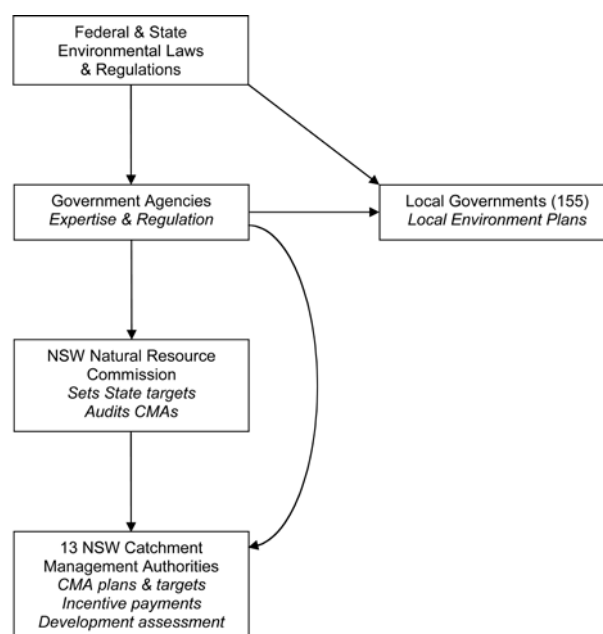 Federal & State
Environmental Laws
& Regulations
Government Agencies
Expertise & Regulation
Local Governments (155)
Local Environment Plans
NSW Natural Resource
Commission
Sets State targets
Audits CMAs
13 NSW Catchment
Management Authorities
CMA plans & targets
Incentive payments
Development assessment